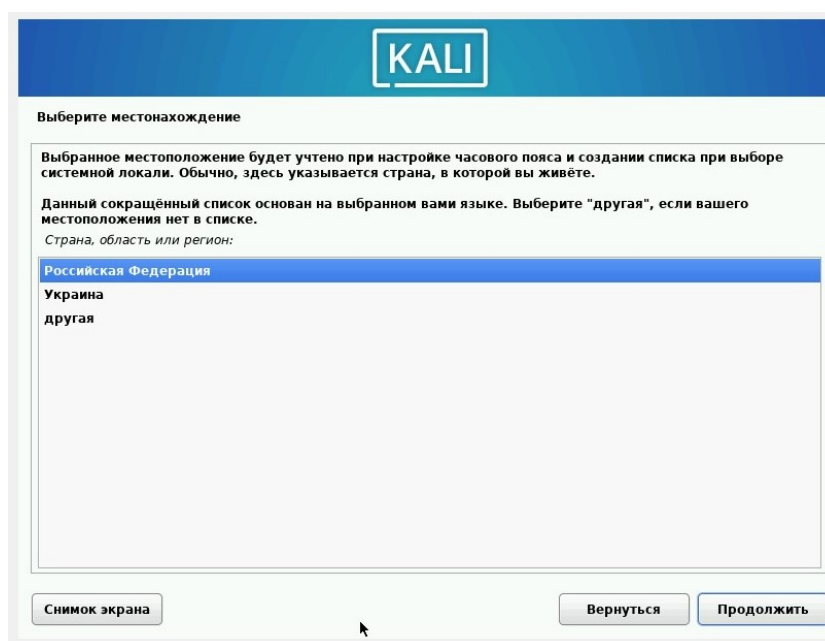 KALI
Выберите местонахождение
Выбранное местоположение будет учтено при настройке часового пояса и создании списка при выборе
системной локали. Обычно, здесь указывается страна, в которой вы живёте.
Данный сокращённый список основан на выбранном вами языке. Выберите "другая", если вашего
местоположения нет в списке.
Страна, область или регион:
Российская Федерация
Украина
другая
Снимок экрана
Вернуться
Продолжить